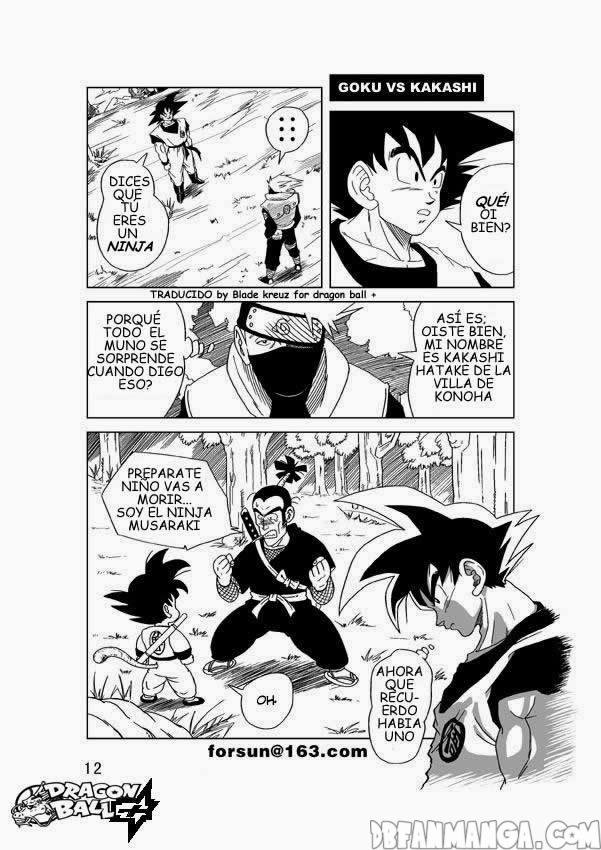 GOKU VS KAKASHI
DICES
QUE
TÚ
ERES
UN
NINJA
QUÉ!
OI
BIEN?
TRADUCIDO by Blade kreuz for dragon ball +
PORQUÉ
TODO EL
MUNO SE
SORPRENDE
CUANDO DIGO
ESO?
ASÍ ES;
OISTE BIEN,
MI NOMBRE
ES KAKASHI
HATAKE DE LA
VILLA DE
KONOHA
PREPARATE
NIÑO VAS A
MORIR...
SOY EL NINJA
MUSARAKI
OH.
AHORA
QUE
RECU-
ERDO
HABIA
UNO
forsun@163.com
12
DRAGON
BALL
DBFANMANGA.COM